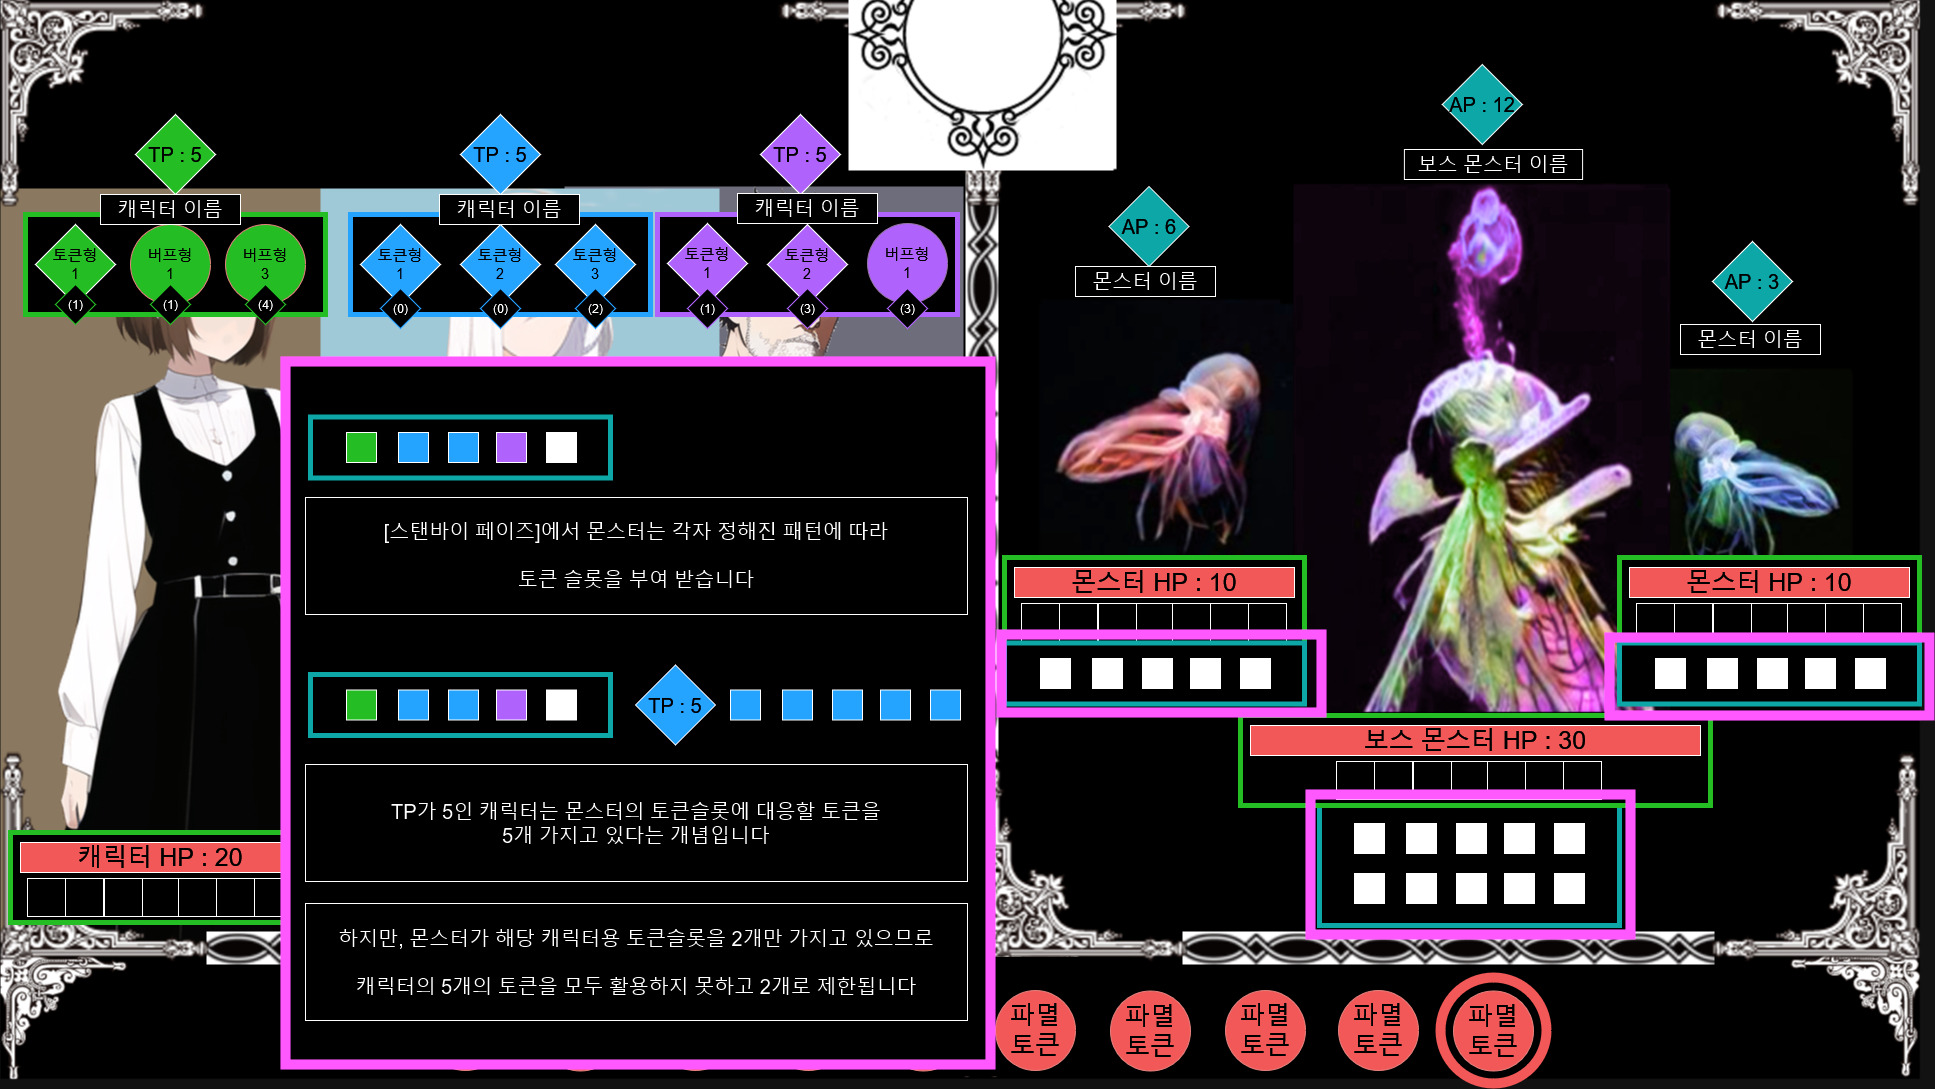 TP : 5
TP : 5
TP : 5
캐릭터 이름
캐릭터 이름
캐릭터 이름
토큰형
1
(1)
버프형
1
(1)
버프형
3
(4)
토큰형
1
(0)
토큰형
2
(0)
토큰형
3
(2)
토큰형
1
(1)
토큰형
2
(3)
버프형
1
(3)
AP : 12
보스 몬스터 이름
AP : 6
몬스터 이름
AP : 3
몬스터 이름
[스탠바이 페이즈]에서 몬스터는 각자 정해진 패턴에 따라
토큰 슬롯을 부여 받습니다
TP : 5
TP가 5인 캐릭터는 몬스터의 토큰슬롯에 대응할 토큰을
5개 가지고 있다는 개념입니다
하지만, 몬스터가 해당 캐릭터용 토큰슬롯을 2개만 가지고 있으므로
캐릭터의 5개의 토큰을 모두 활용하지 못하고 2개로 제한됩니다
캐릭터 HP : 20
몬스터 HP : 10
몬스터 HP : 10
보스 몬스터 HP : 30
파멸
토큰
파멸
토큰
파멸
토큰
파멸
토큰
파멸
토큰